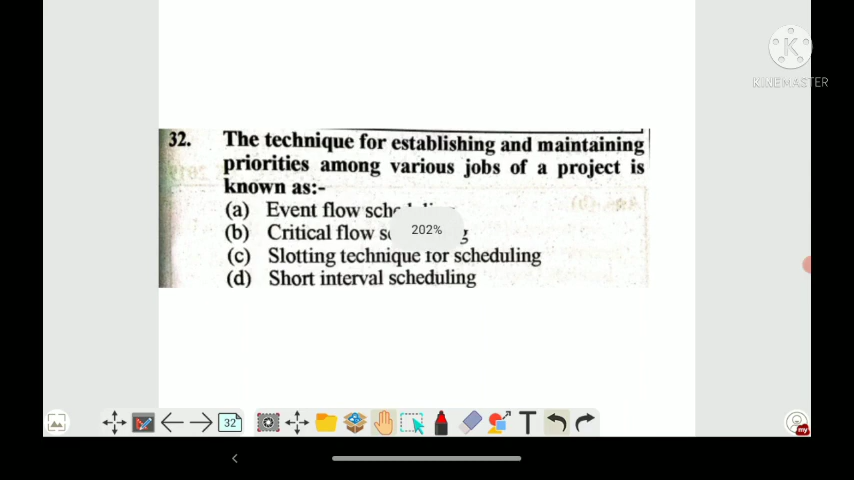 KINEMASTER
32. The technique for establishing and maintaining
priorities among various jobs of a project is
known as:-
(a) Event flow
(b) Critical flow
202%
(c) Slotting technique for scheduling
(d) Short interval scheduling
32
T
my